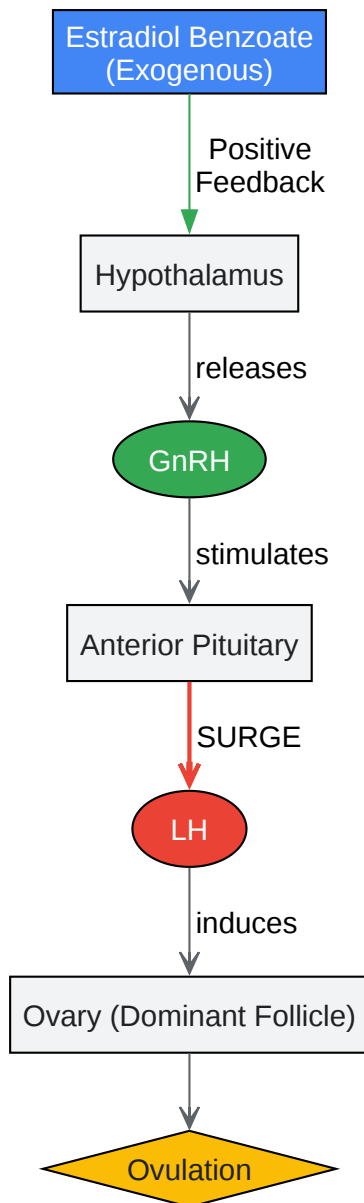 Estradiol Benzoate
(Exogenous)
Positive
Feedback
Hypothalamus
releases
GnRH
stimulates
Anterior Pituitary
SURGE
LH
induces
Ovary (Dominant Follicle)
Ovulation